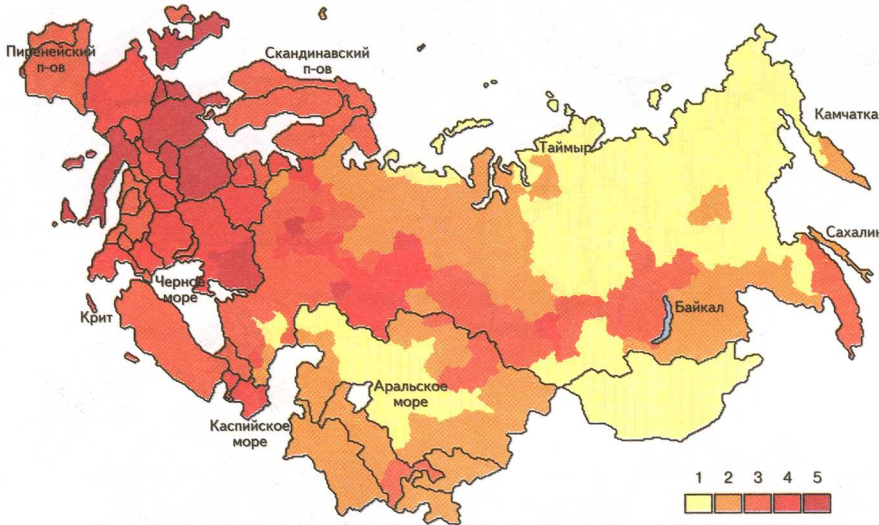 Пиренейский
п-ов
Скандинавский
п-ов
Камчатка
Таймыр
Сахалин
Черное
море
Крит
Байкал
Аральское
море
Каспийское
море
1 2 3 4 5